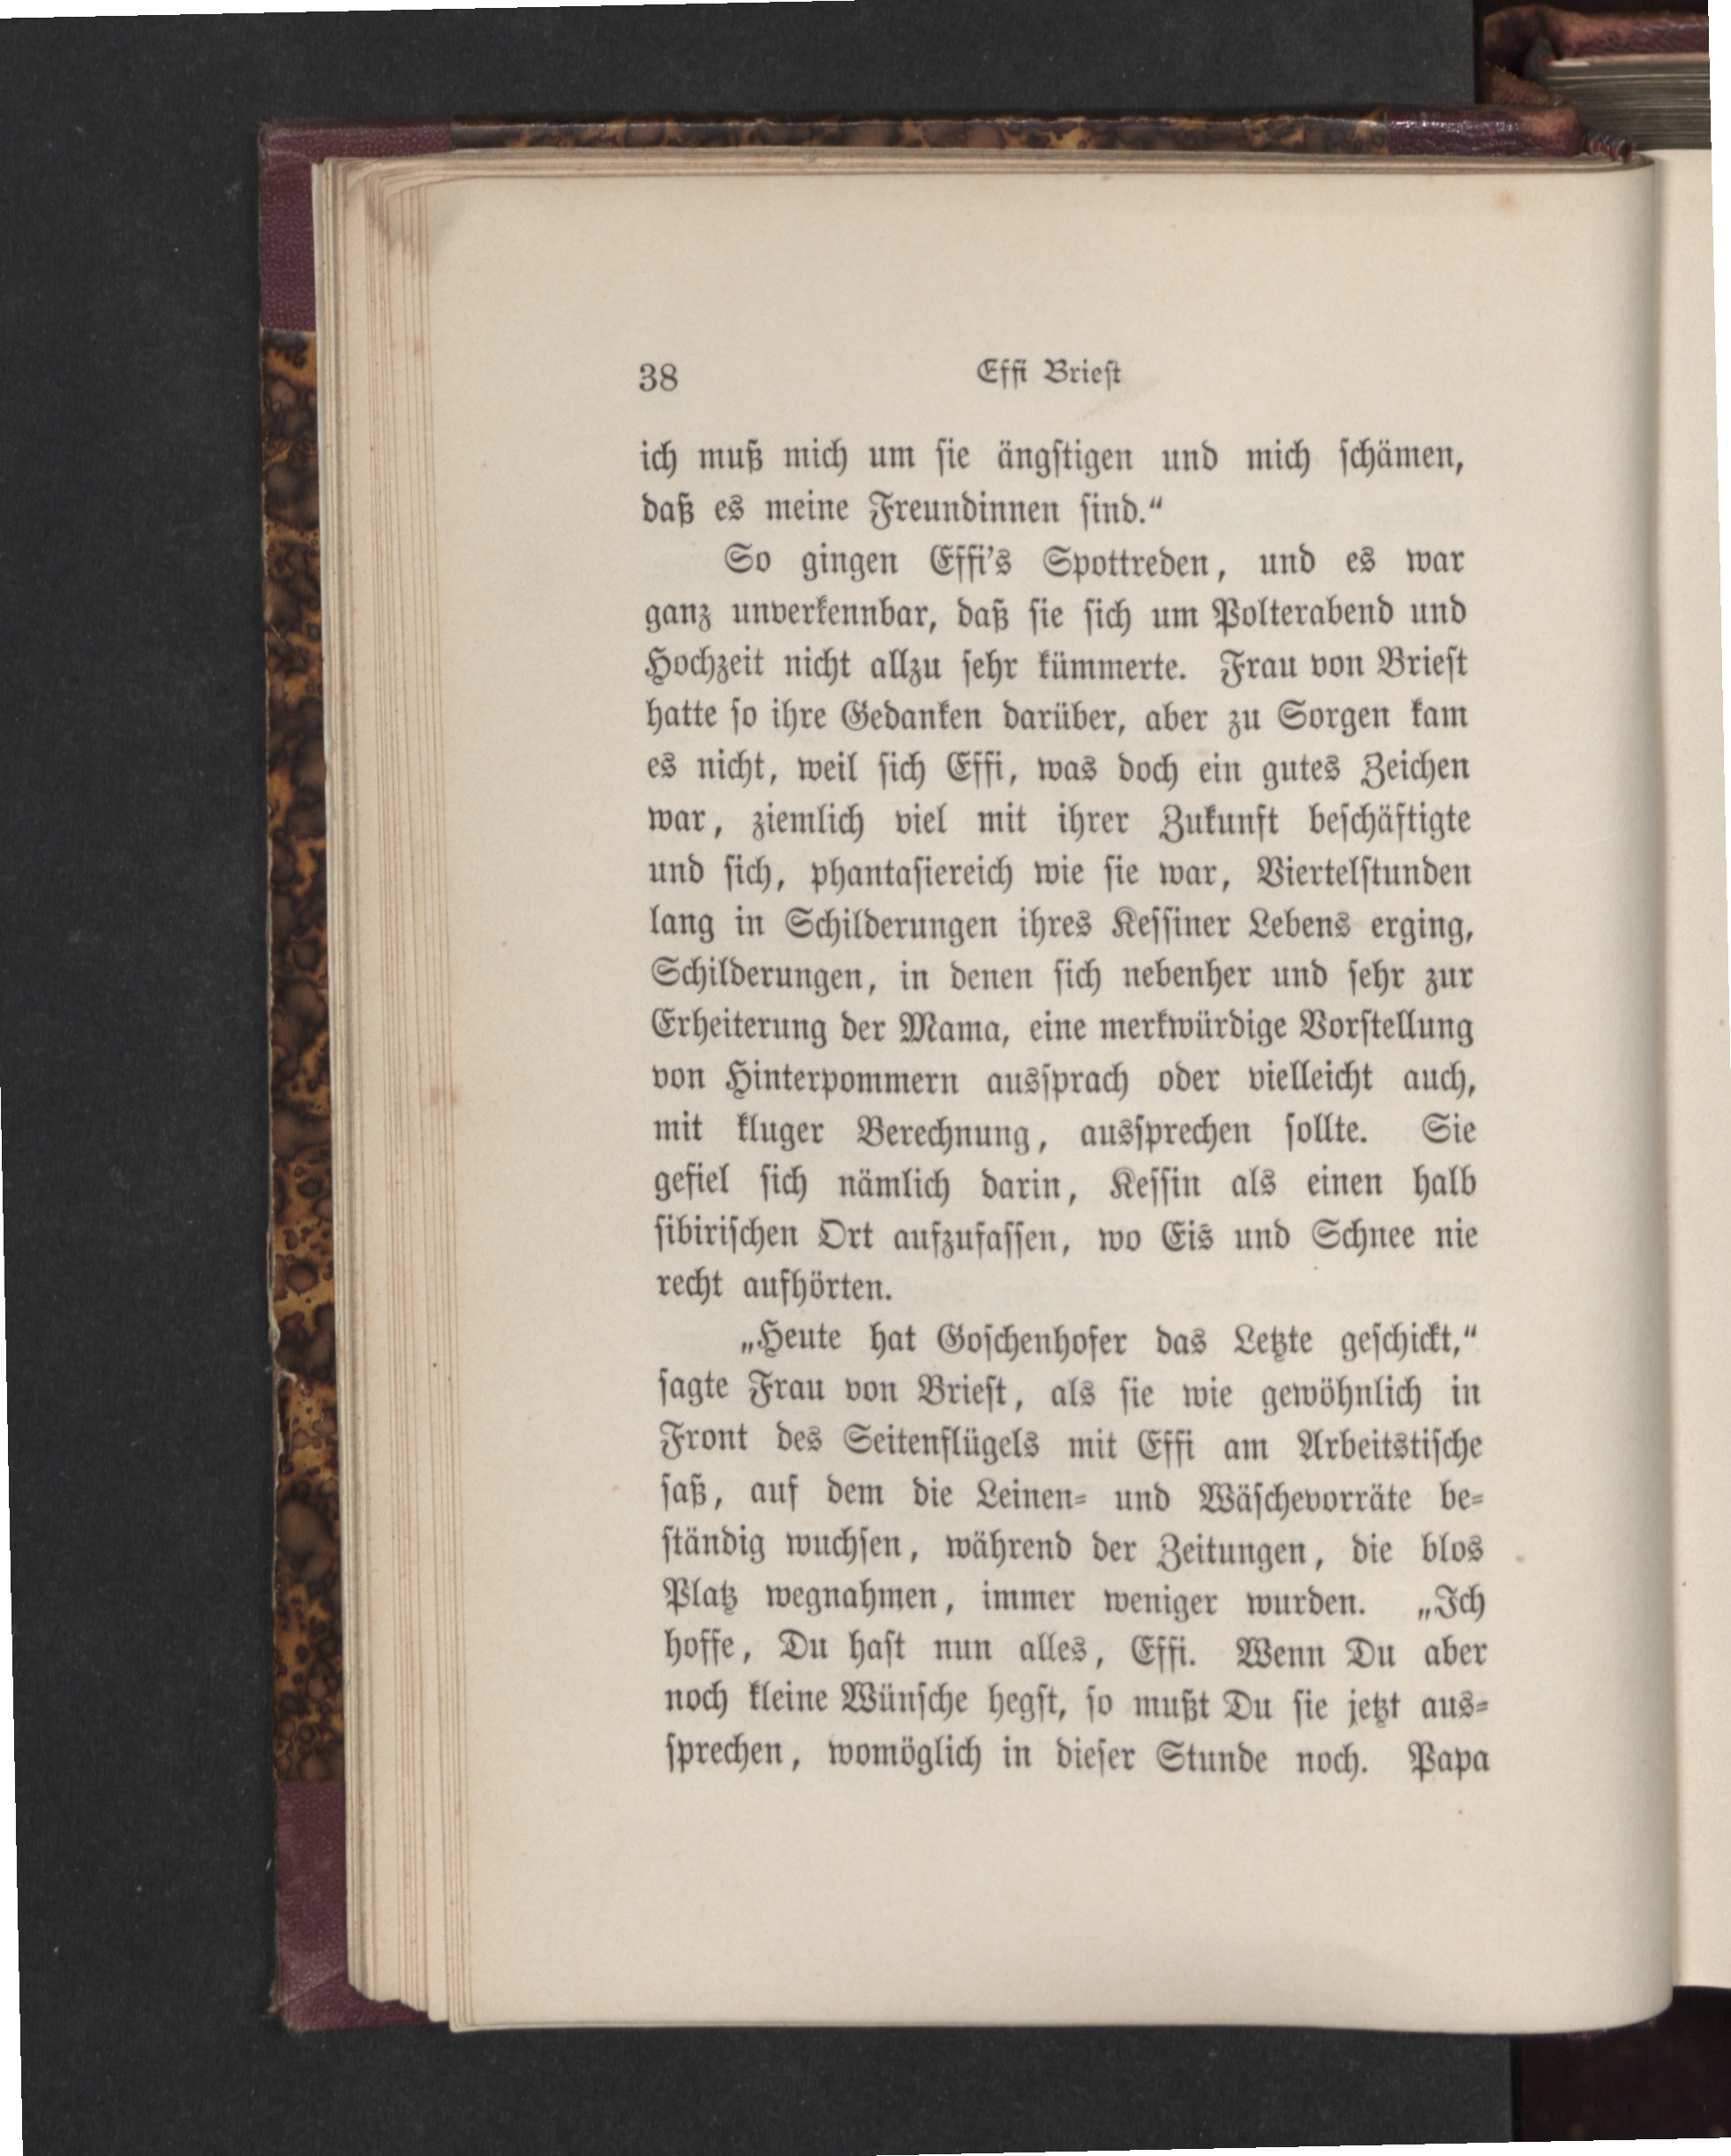 38 Effi Briest
ich muß mich um sie ängstigen und mich schämen,
daß es meine Freundinnen sind.“
So gingen Effi's Spottreden, und es war
ganz unverkennbar, daß sie sich um Polterabend und
Hochzeit nicht allzu sehr kümmerte. Frau von Briest
hatte so ihre Gedanken darüber, aber zu Sorgen kam
es nicht, weil sich Effi, was doch ein gutes Zeichen
war, ziemlich viel mit ihrer Zukunft beschäftigte
und sich, phantasiereich wie sie war, Viertelstunden
lang in Schilderungen ihres Kessiner Lebens erging,
Schilderungen, in denen sich nebenher und sehr zur
Erheiterung der Mama, eine merkwürdige Vorstellung
von Hinterpommern aussprach oder vielleicht auch,
mit kluger Berechnung, aussprechen sollte. Sie
gefiel sich nämlich darin, Kessin als einen halb
sibirischen Ort aufzufassen, wo Eis und Schnee nie
recht aufhörten.
„Heute hat Goschenhofer das Letzte geschickt,“
sagte Frau von Briest, als sie wie gewöhnlich in
Front des Seitenflügels mit Effi am Arbeitstische
saß, auf dem die Leinen- und Wäschevorräte be-
ständig wuchsen, während der Zeitungen, die blos
Platz wegnahmen, immer weniger wurden. „Ich
hoffe, Du hast nun alles, Effi. Wenn Du aber
noch kleine Wünsche hegst, so mußt Du sie jetzt aus-
sprechen, womöglich in dieser Stunde noch. Papa